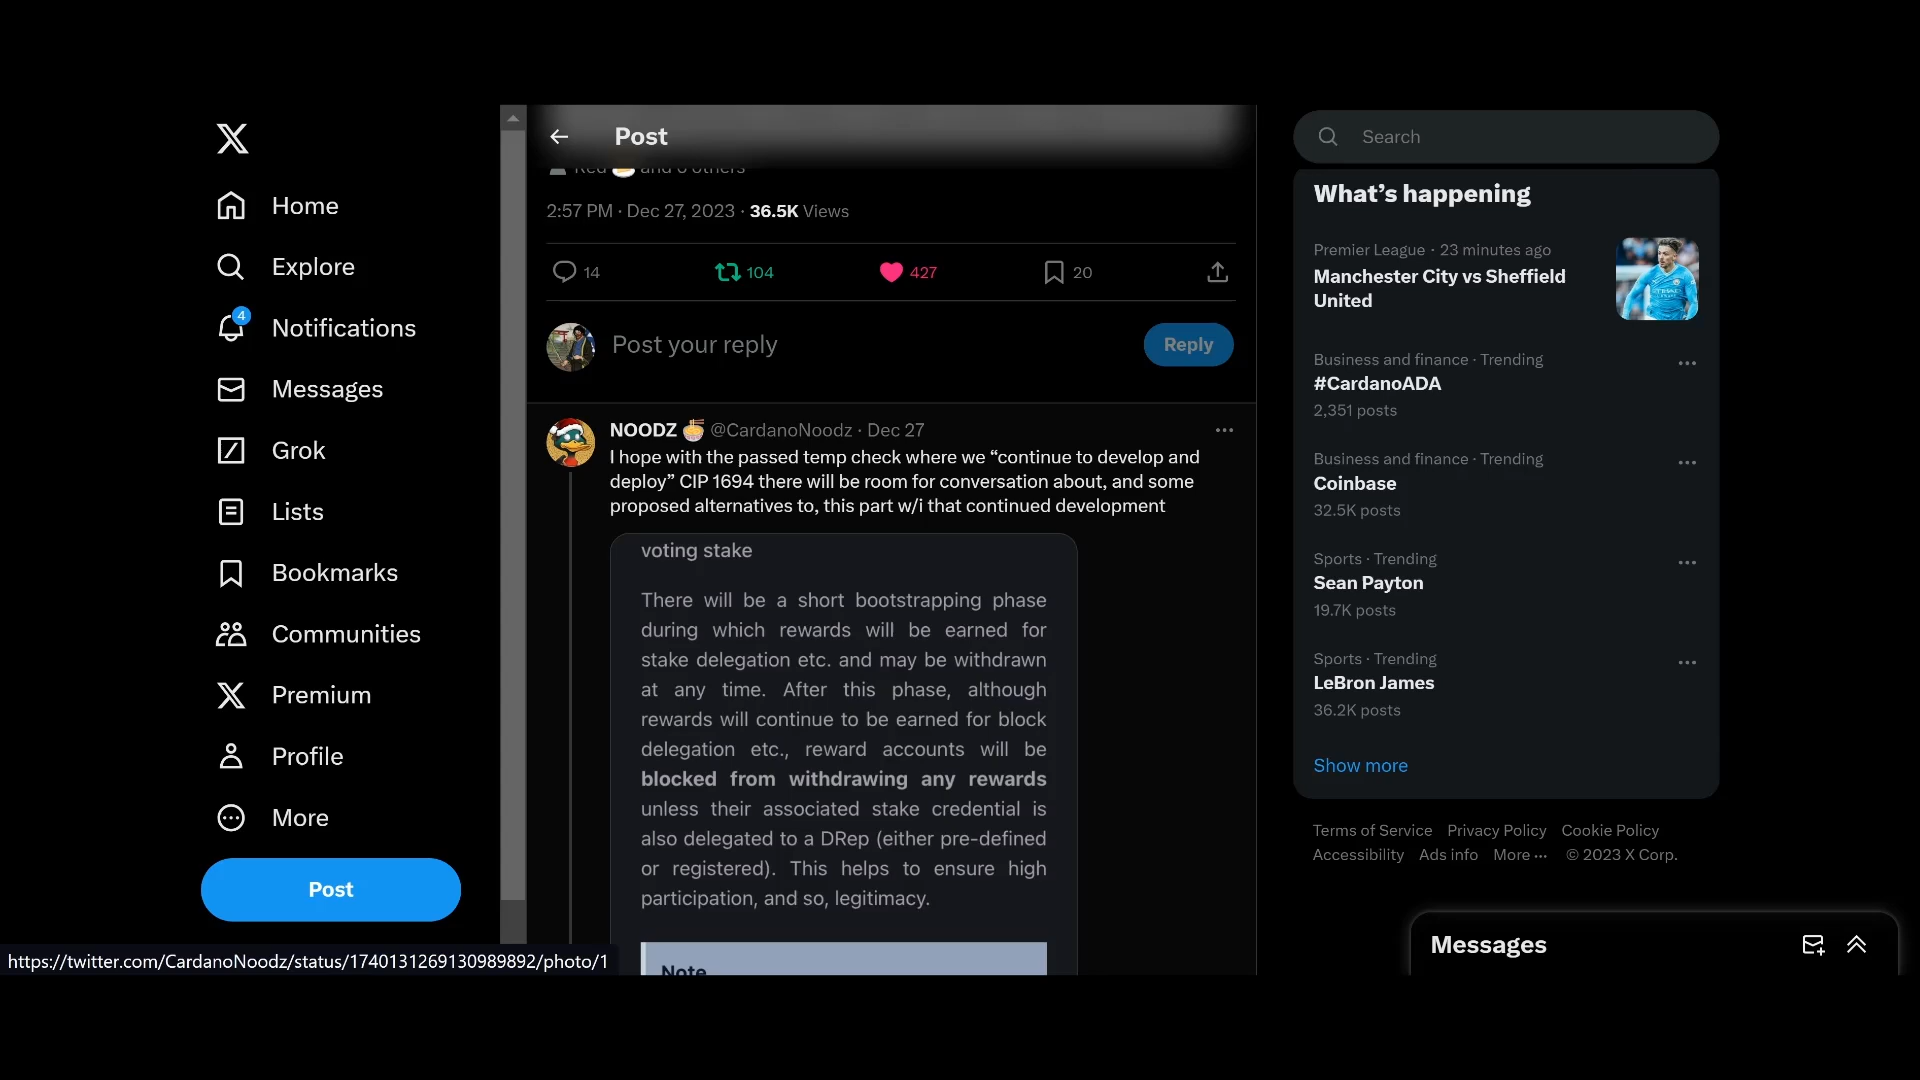 Home
Explore
4
Notifications
Messages
Grok
Lists
Bookmarks
Communities
Premium
Profile
More
Post
https://twitter.com/CardanoNoodz/status/1740131269130989892/photo/1
Post
Red and 6 others
2:57 PM · Dec 27, 2023 · 36.5K Views
14 104 427 20
Post your reply
Reply
NOODZ @CardanoNoodz · Dec 27
I hope with the passed temp check where we “continue to develop and
deploy” CIP 1694 there will be room for conversation about, and some
proposed alternatives to, this part w/i that continued development
voting stake
There will be a short bootstrapping phase
during which rewards will be earned for
stake delegation etc. and may be withdrawn
at any time. After this phase, although
rewards will continue to be earned for block
delegation etc., reward accounts will be
blocked from withdrawing any rewards
unless their associated stake credential is
also delegated to a DRep (either pre-defined
or registered). This helps to ensure high
participation, and so, legitimacy.
Note
Search
What’s happening
Premier League · 23 minutes ago
Manchester City vs Sheffield
United
Business and finance · Trending
#CardanoADA
2,351 posts
Business and finance · Trending
Coinbase
32.5K posts
Sports · Trending
Sean Payton
19.7K posts
Sports · Trending
LeBron James
36.2K posts
Show more
Terms of Service Privacy Policy Cookie Policy
Accessibility Ads info More ··· © 2023 X Corp.
Messages